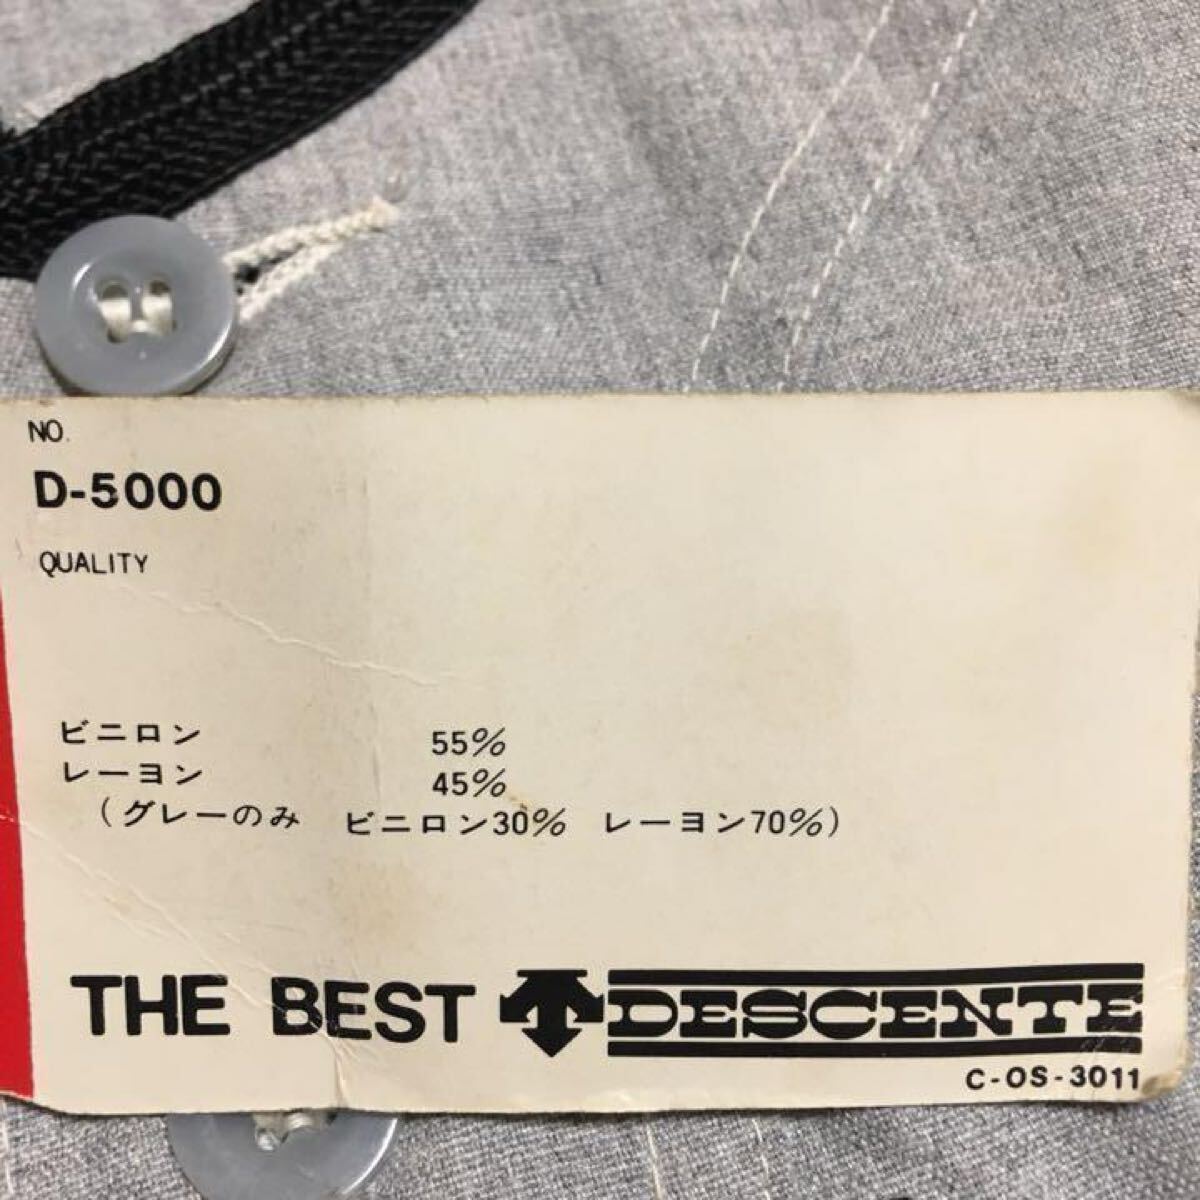 NO.
D-5000
QUALITY
ビニロン 55%
レーヨン 45%
(グレーのみ ビニロン30% レーヨン70%)
THE BEST DESCENTE
C-OS-3011